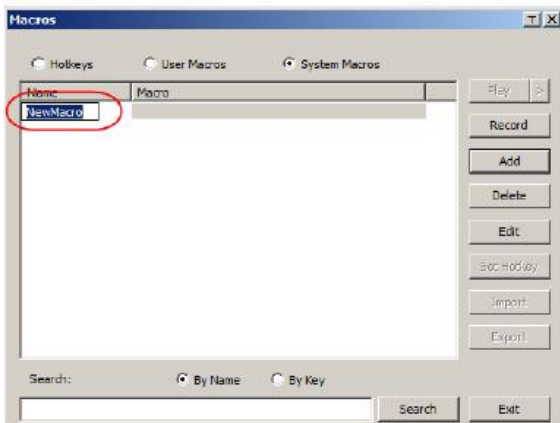 Macros
Hotkeys
User Macros
System Macros
Name
Macro
NewMacro
Play >
Record
Add
Delete
Edit
Set Hotkey
Import
Export
Search:
By Name
By Key
Search
Exit